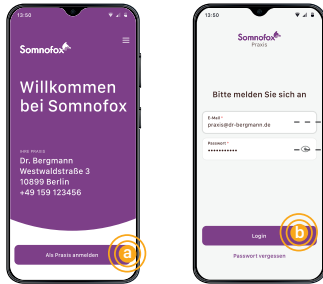 13:50
Somnofox
Willkommen
bei Somnofox
IHRE PRAXIS
Dr. Bergmann
Westwaldstraße 3
10899 Berlin
+49 159 123456
Als Praxis anmelden
a
13:50
Somnofox
Praxis
Bitte melden Sie sich an
E-Mail *
praxis@dr-bergmann.de
Passwort *
•••••••••••
Login
b
Passwort vergessen